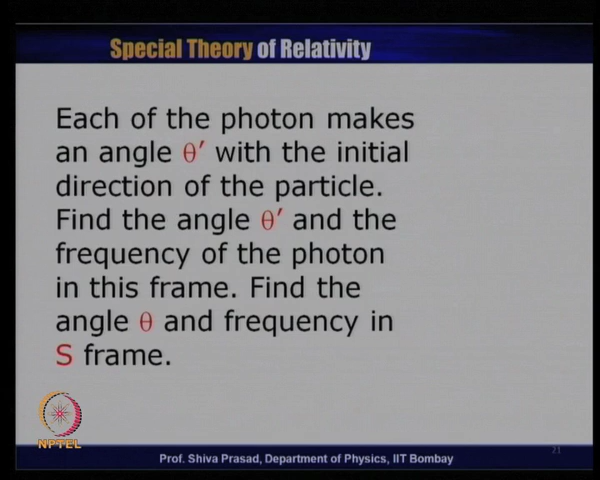 Special Theory of Relativity
Each of the photon makes
an angle θ′ with the initial
direction of the particle.
Find the angle θ′ and the
frequency of the photon
in this frame. Find the
angle θ and frequency in
S frame.
NPTEL
Prof. Shiva Prasad, Department of Physics, IIT Bombay
21